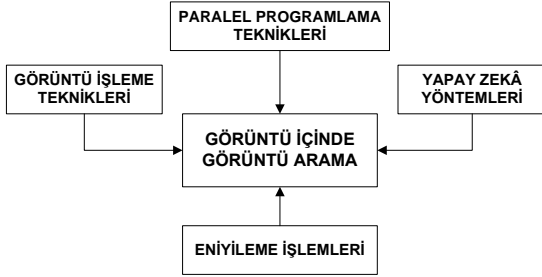 PARALEL PROGRAMLAMA
TEKNİKLERİ
GÖRÜNTÜ İŞLEME
TEKNİKLERİ
YAPAY ZEKÂ
YÖNTEMLERİ
GÖRÜNTÜ İÇİNDE
GÖRÜNTÜ ARAMA
ENİYİLEME İŞLEMLERİ